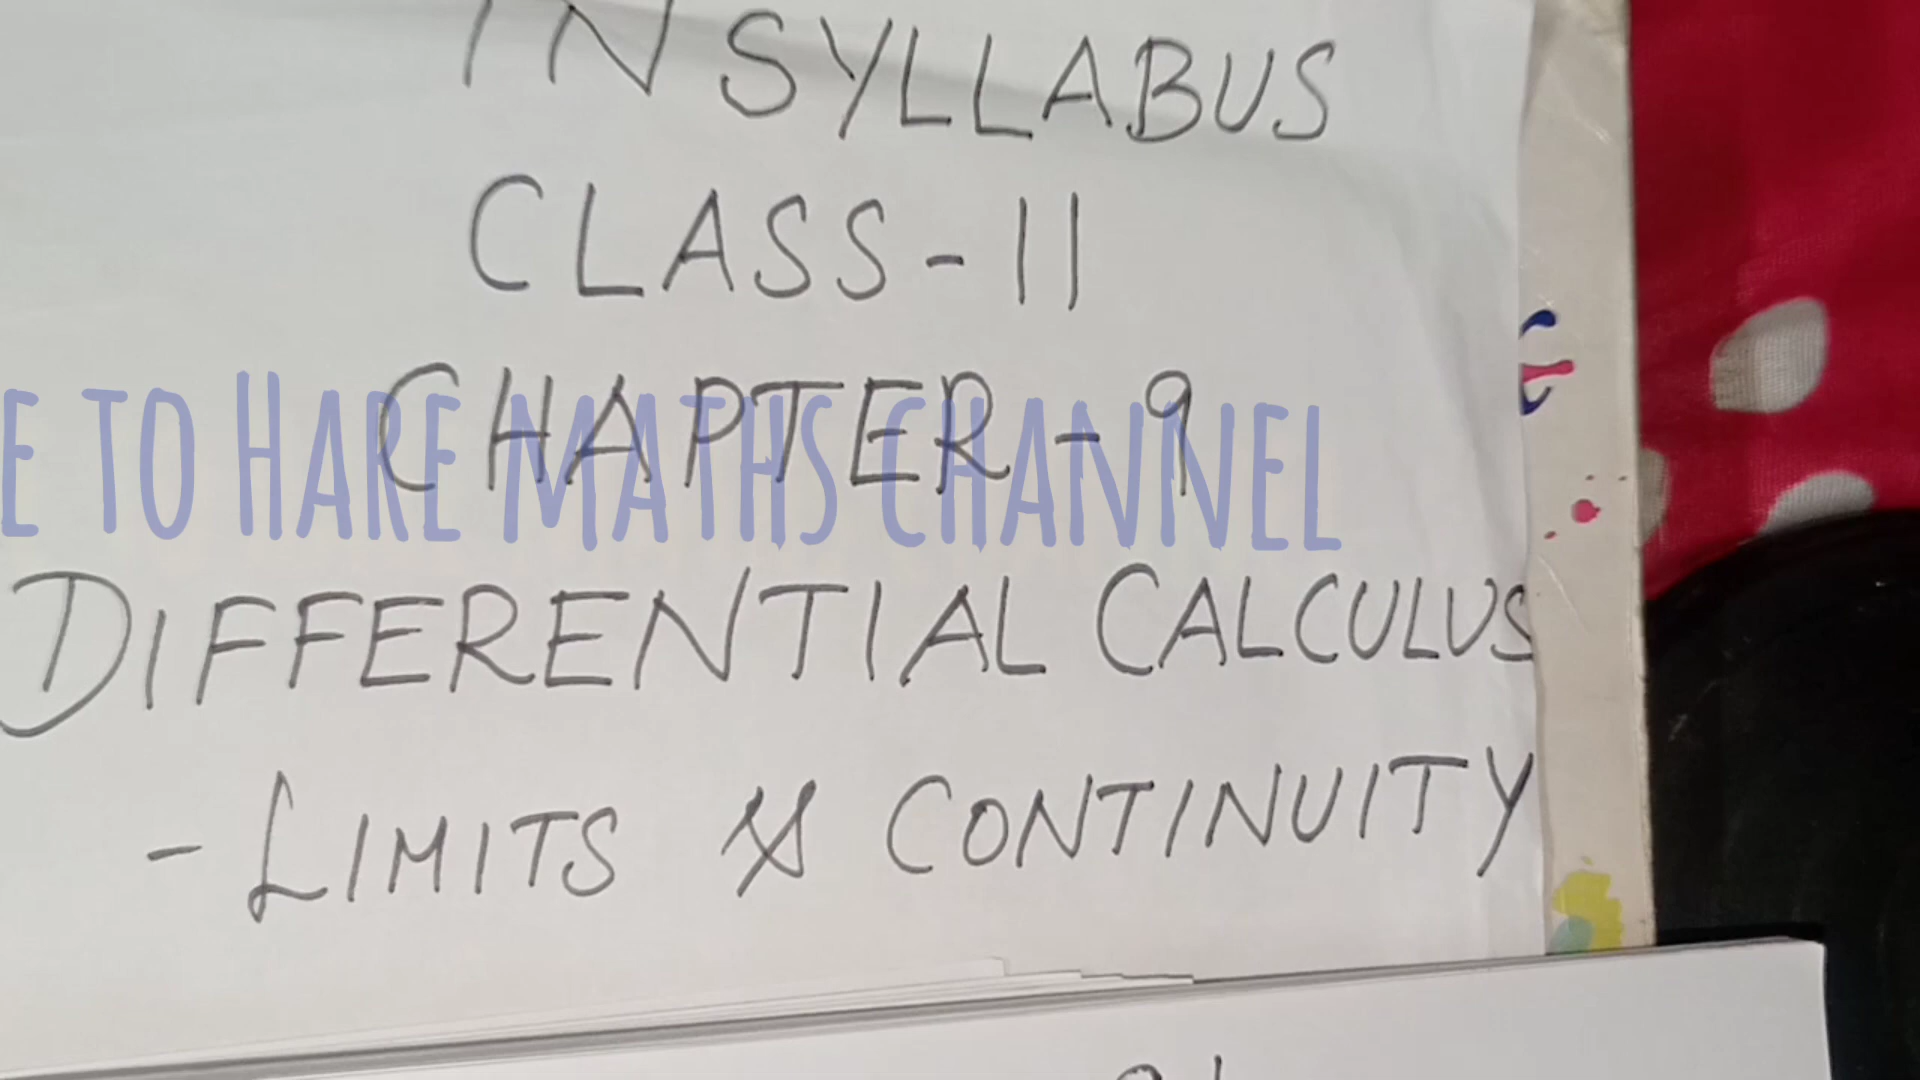 IN SYLLABUS
CLASS-11
CHAPTER-9
E TO HARE MATHS CHANNEL
DIFFERENTIAL CALCULUS
- LIMITS & CONTINUITY